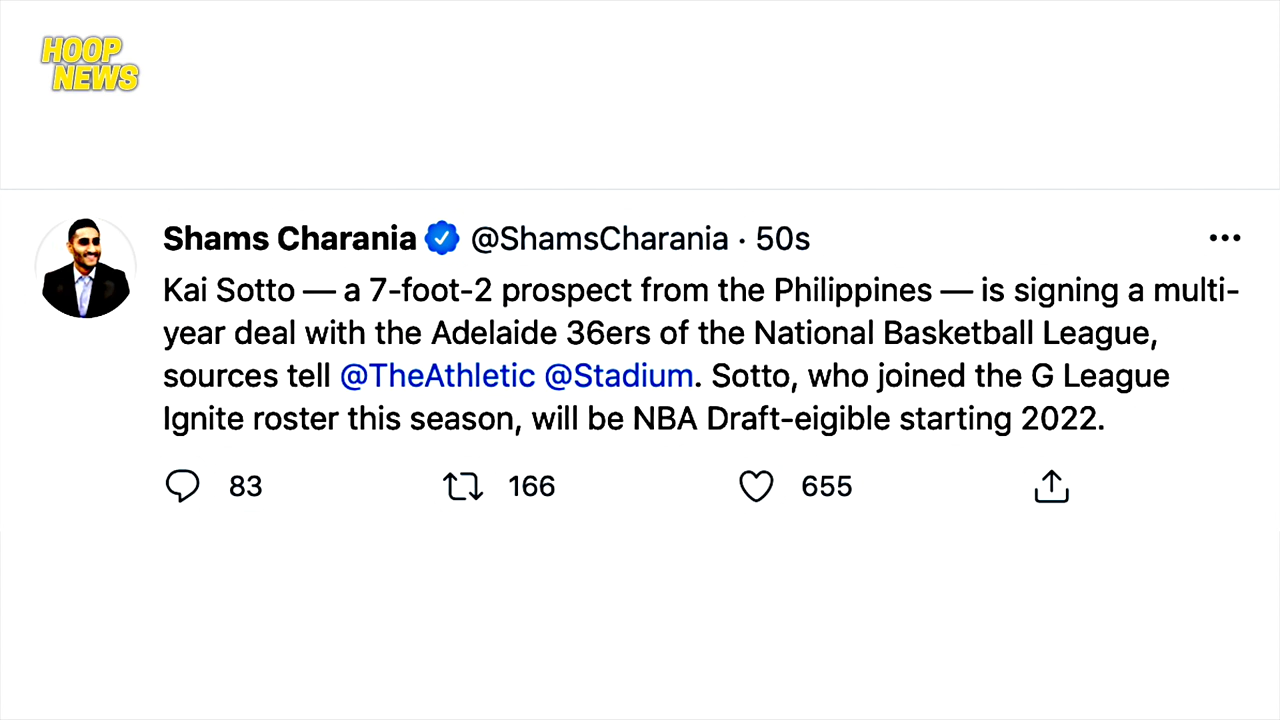 HOOP
NEWS
Shams Charania @ShamsCharania · 50s
Kai Sotto — a 7-foot-2 prospect from the Philippines — is signing a multi-
year deal with the Adelaide 36ers of the National Basketball League,
sources tell @TheAthletic @Stadium. Sotto, who joined the G League
Ignite roster this season, will be NBA Draft-eigible starting 2022.
83 166 655